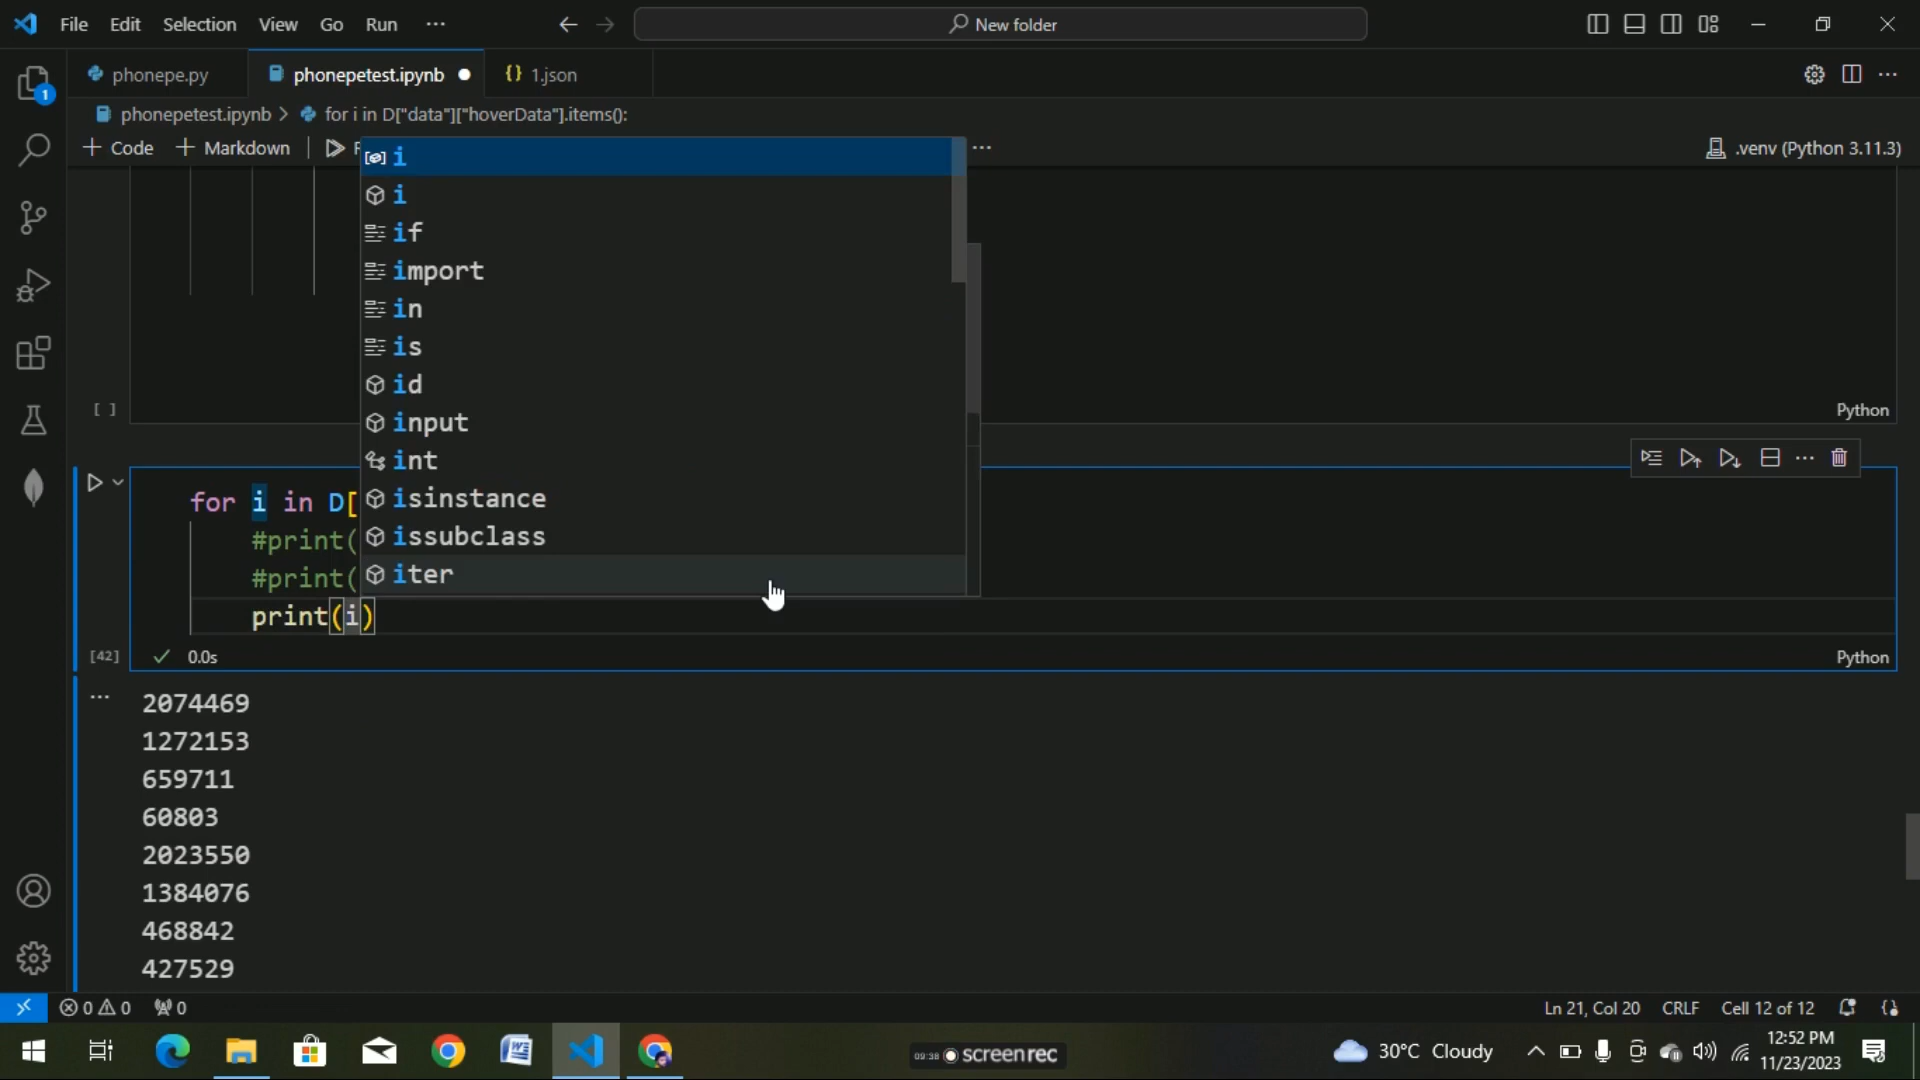 File Edit Selection View Go Run ··· New folder
phonepe.py phonepetest.ipynb 1.json
phonepetest.ipynb > for i in D["data"]["hoverData"].items():
+ Code + Markdown .venv (Python 3.11.3)
i
i
if
import
in
is
id
input
int
isinstance
issubclass
iter
[ ] Python
for i in D[
#print(
#print(
print(i)
[42] 0.0s Python
2074469
1272153
659711
60803
2023550
1384076
468842
427529
0 0 0 Ln 21, Col 20 CRLF Cell 12 of 12
09:38 screenrec 30°C Cloudy 12:52 PM
11/23/2023